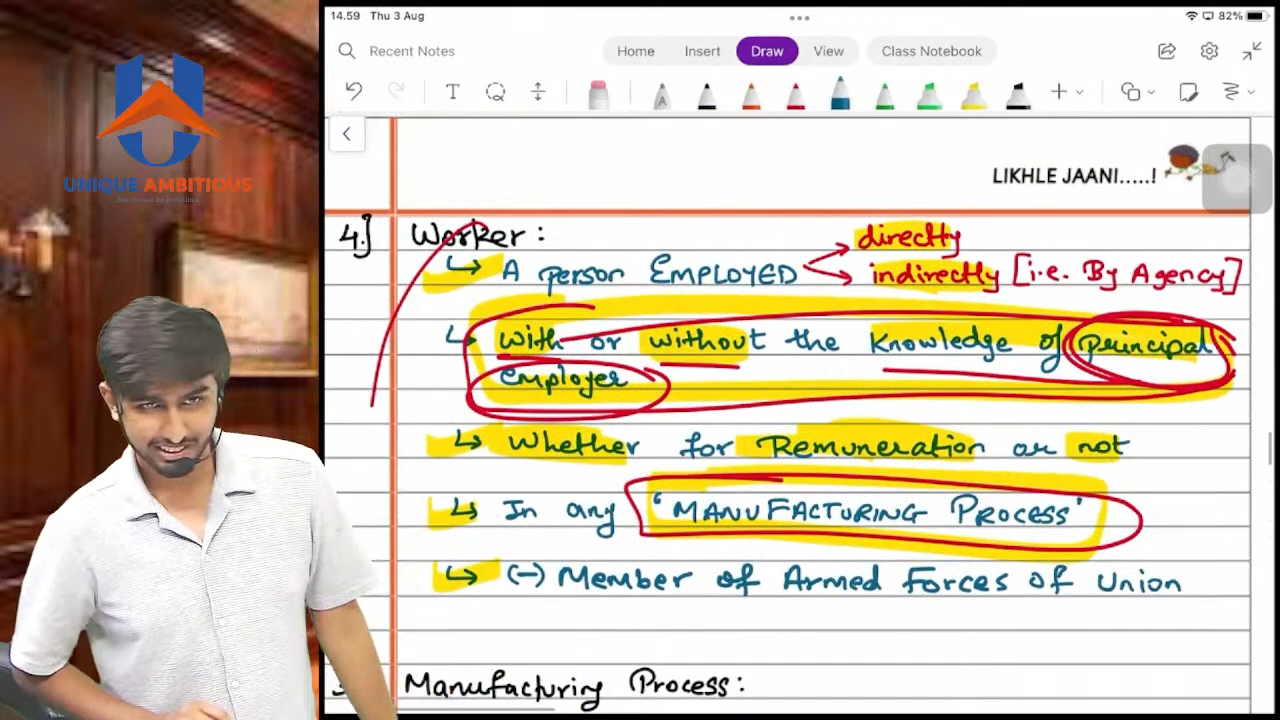 14.59 Thu 3 Aug
82%
Recent Notes
Home Insert Draw View Class Notebook
UNIQUE AMBITIOUS
LIKHLE JAANI.....!
4.] Worker:
directly
↳ A person EMPLOYED
indirectly [i.e. By Agency]
↳ With or without the knowledge of principal
employer
↳ Whether for Remuneration or not
↳ In any 'MANUFACTURING PROCESS'
↳ (-) Member of Armed Forces of Union
Manufacturing Process: